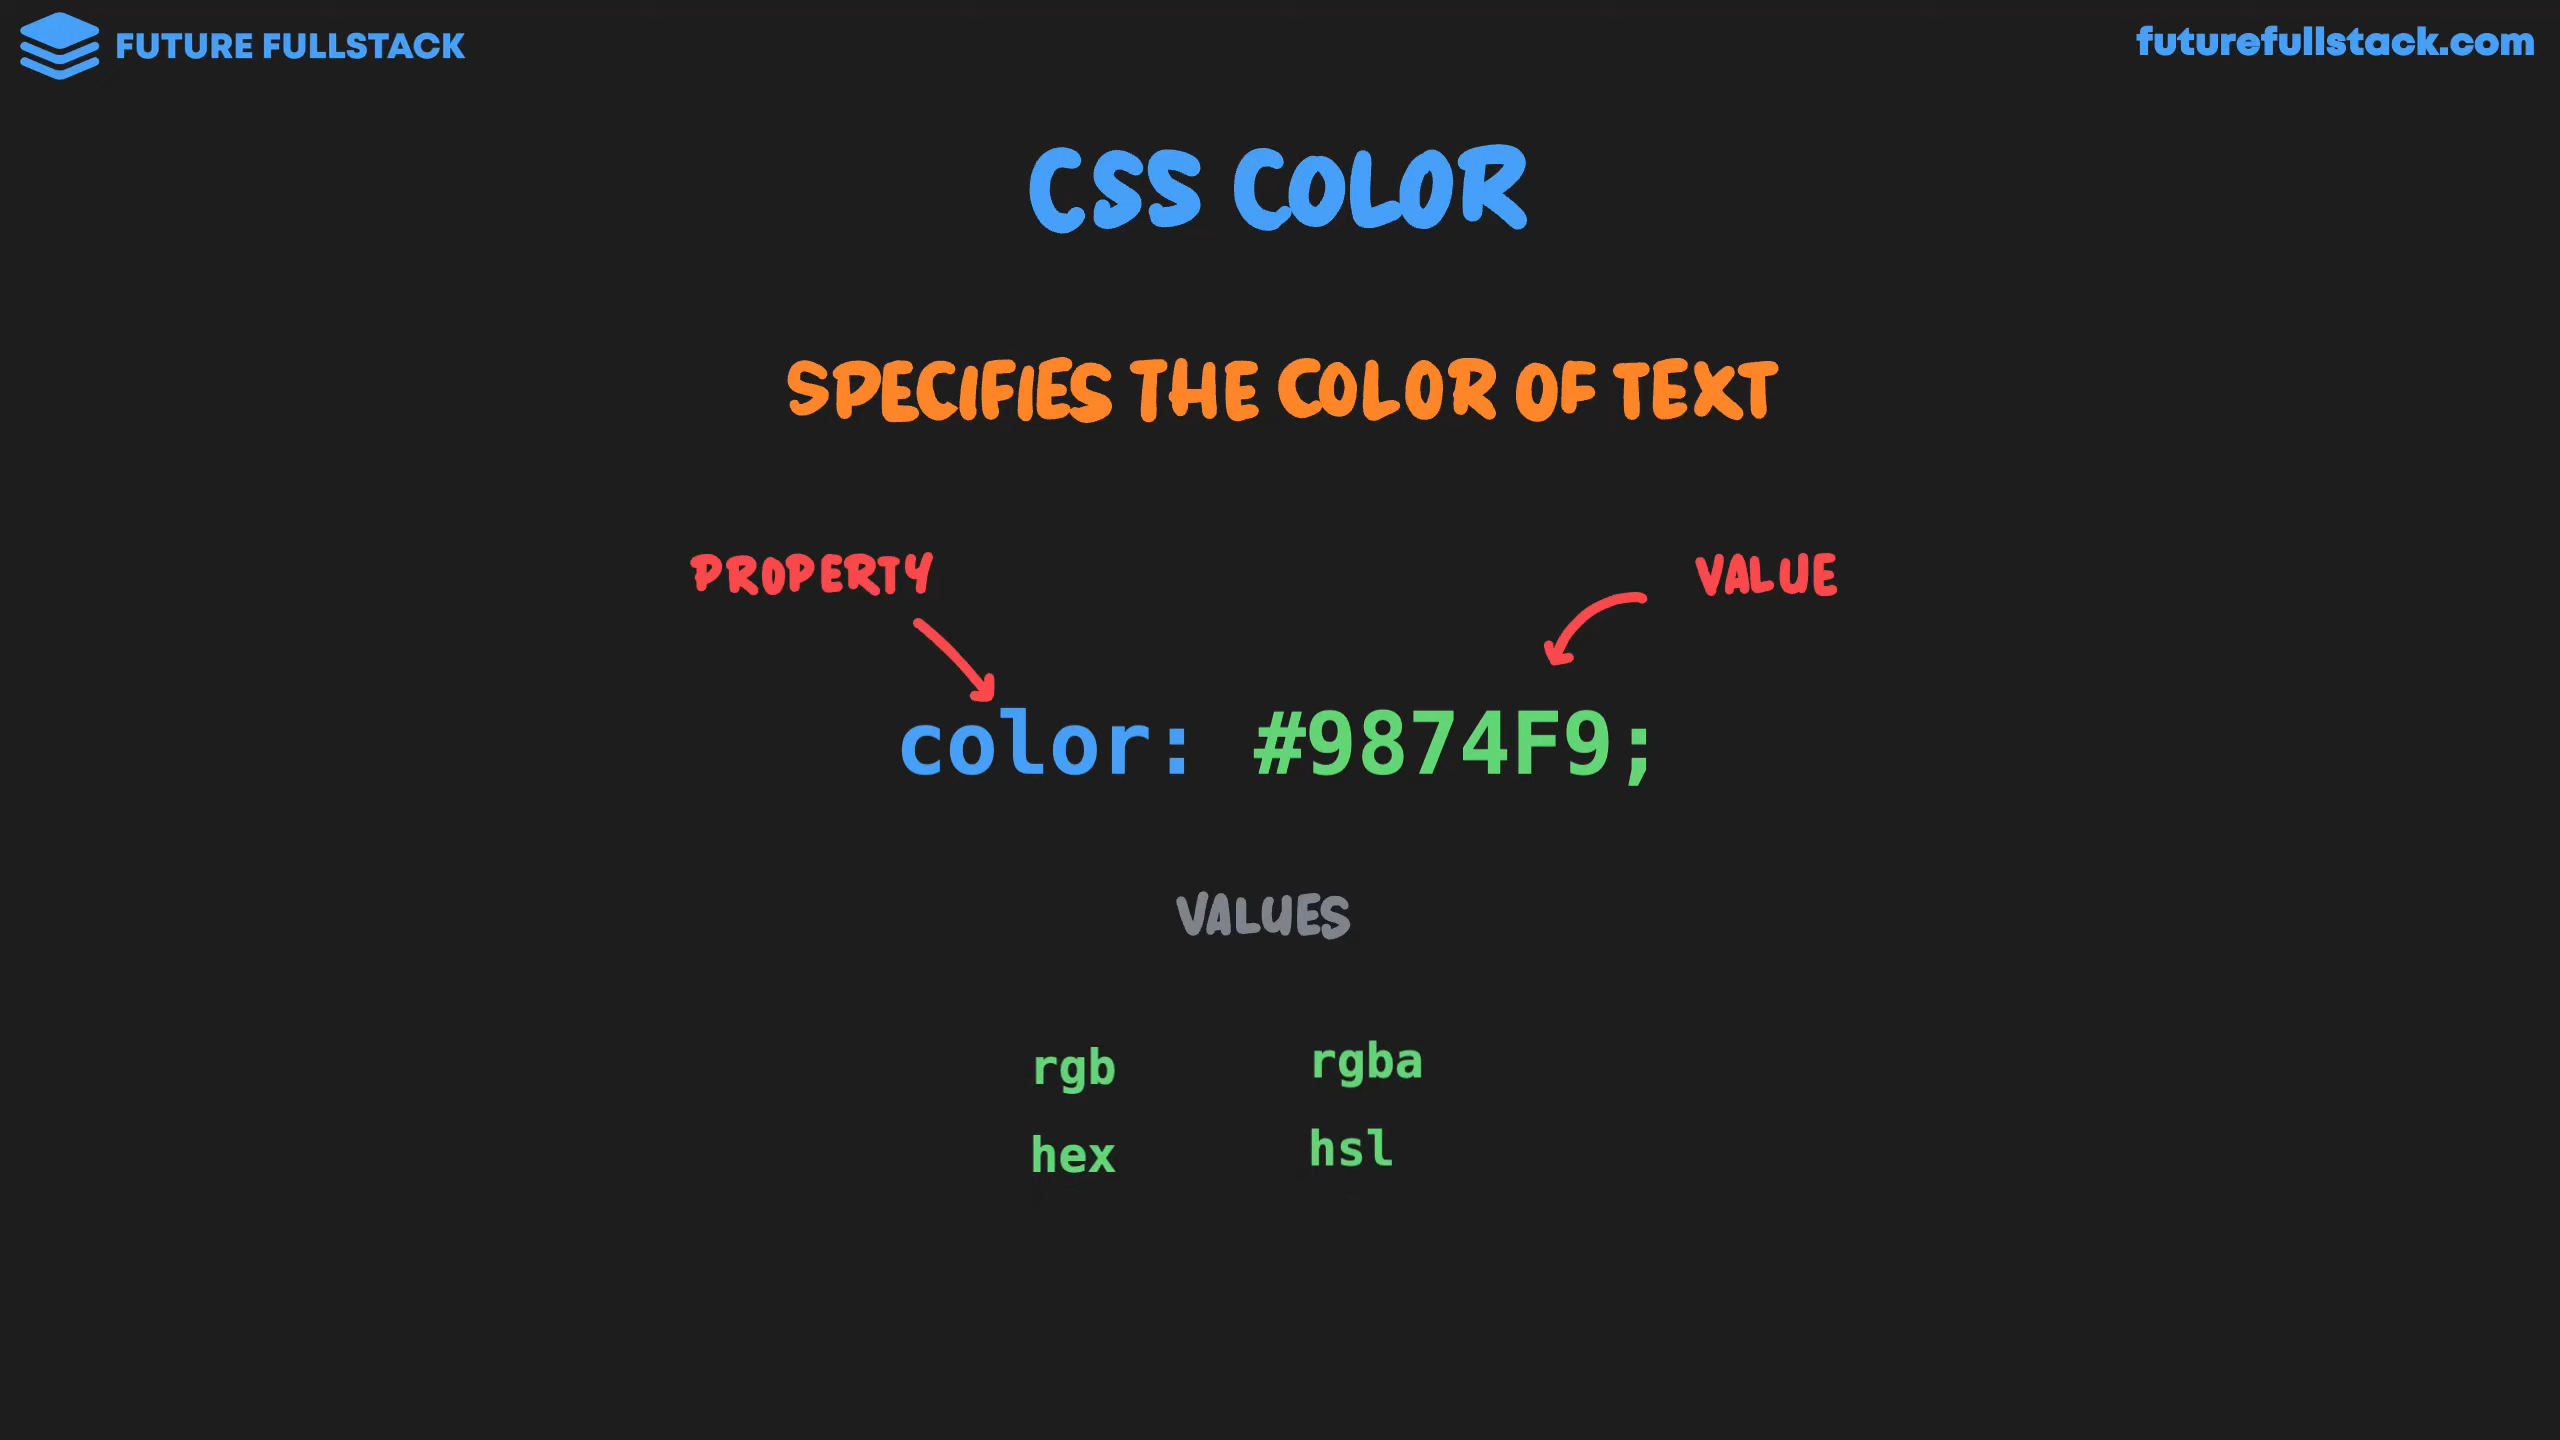 FUTURE FULLSTACK
futurefullstack.com
CSS COLOR
SPECIFIES THE COLOR OF TEXT
PROPERTY
VALUE
color: #9874F9;
VALUES
rgb rgba
hex hsl